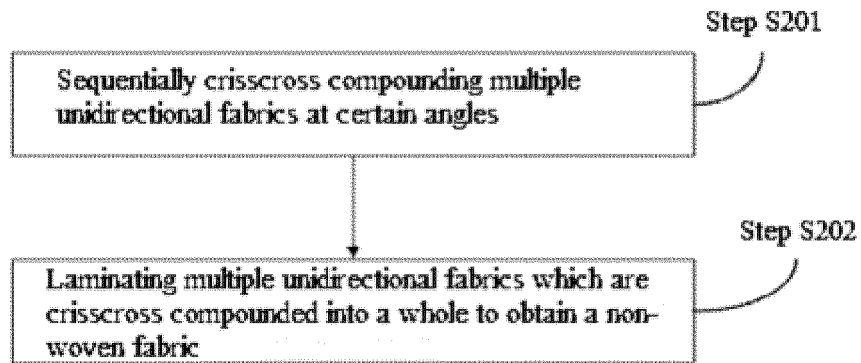 Step S201
Sequentially crisscross compounding multiple
unidirectional fabrics at certain angles
Step S202
Laminating multiple unidirectional fabrics which are
crisscross compounded into a whole to obtain a non-
woven fabric